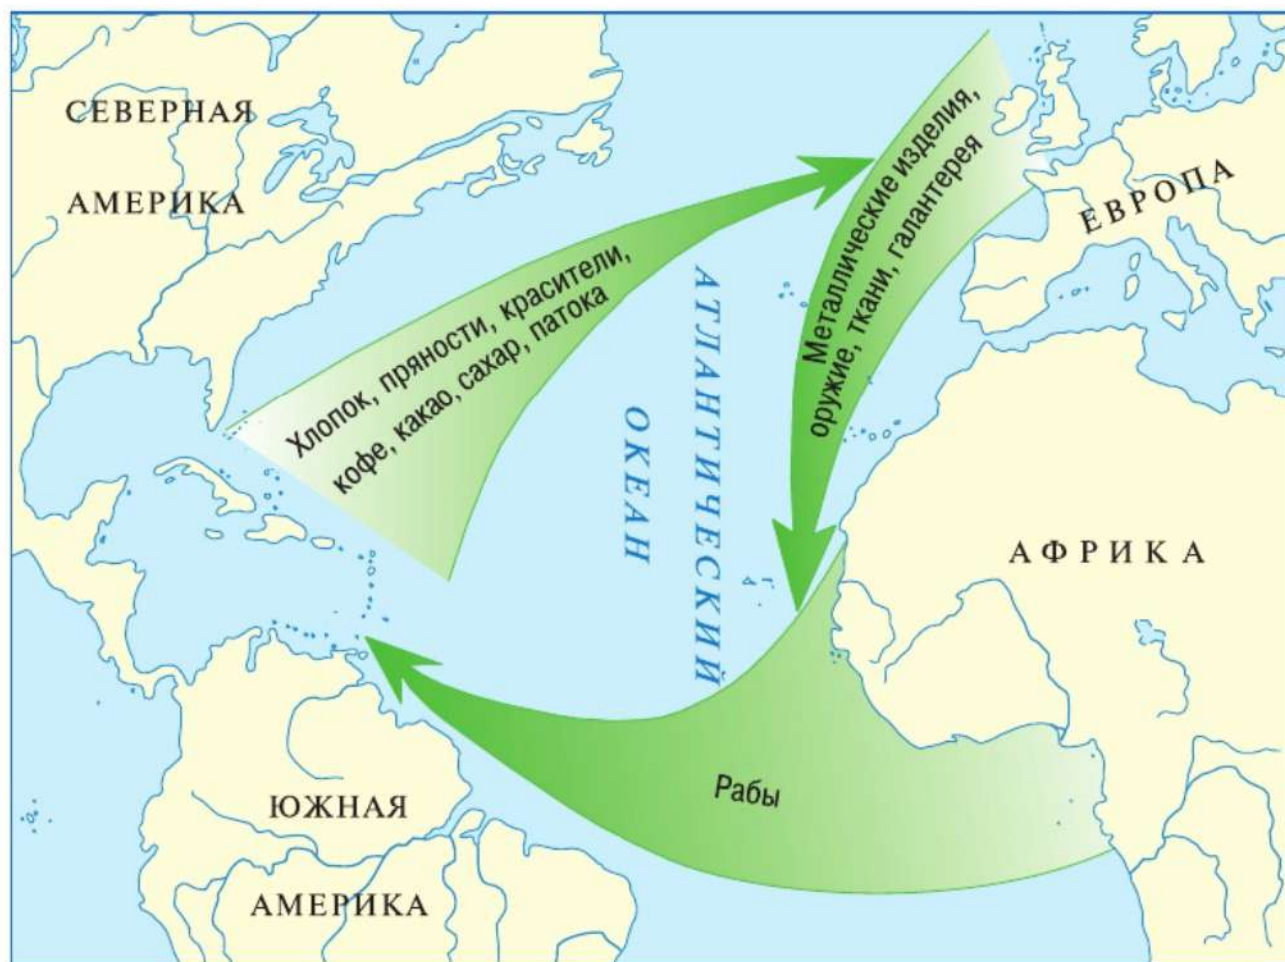 СЕВЕРНАЯ
АМЕРИКА
Хлопок, пряности, красители,
кофе, какао, сахар, патока
Металлические изделия,
оружие, ткани, галантерея
ЕВРОПА
АТЛАНТИЧЕСКИЙ
ОКЕАН
АФРИКА
Рабы
ЮЖНАЯ
АМЕРИКА